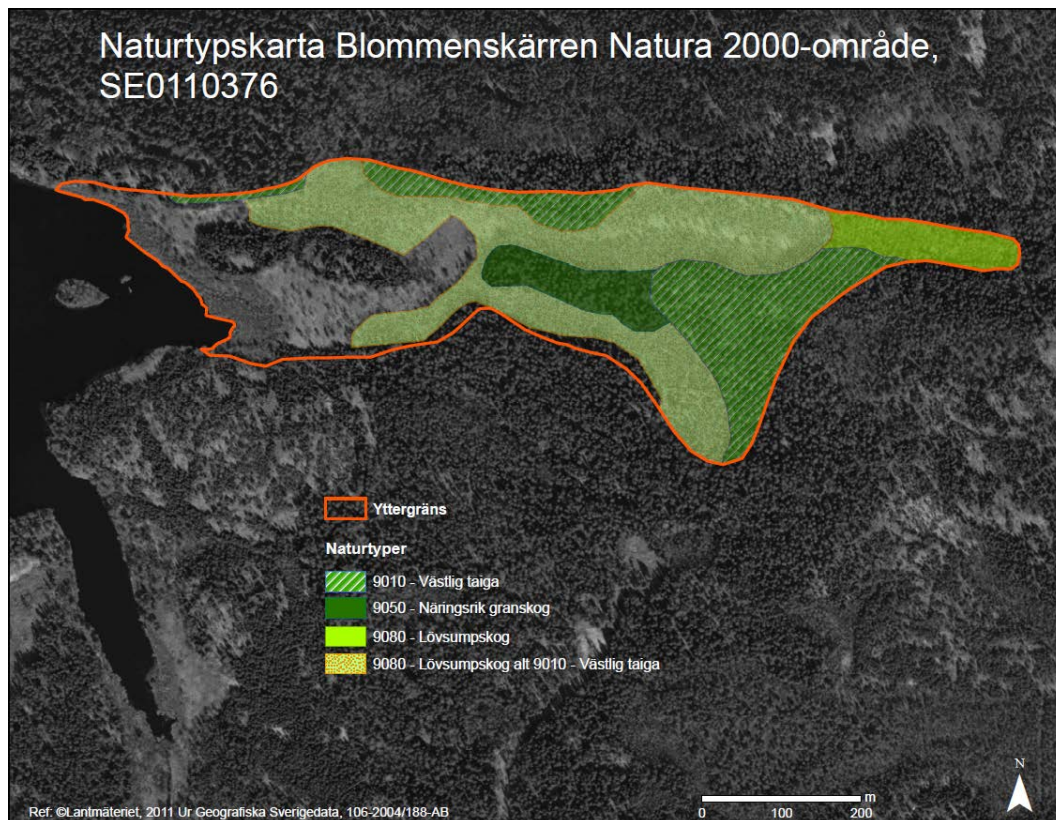 Naturtypskarta Blommenskärren Natura 2000-område,
SE0110376
Yttergräns
Naturtyper
9010 - Västlig taiga
9050 - Näringsrik granskog
9080 - Lövsumpskog
9080 - Lövsumpskog alt 9010 - Västlig taiga
N
m
0 100 200
Ref: ©Lantmäteriet, 2011 Ur Geografiska Sverigedata, 106-2004/188-AB